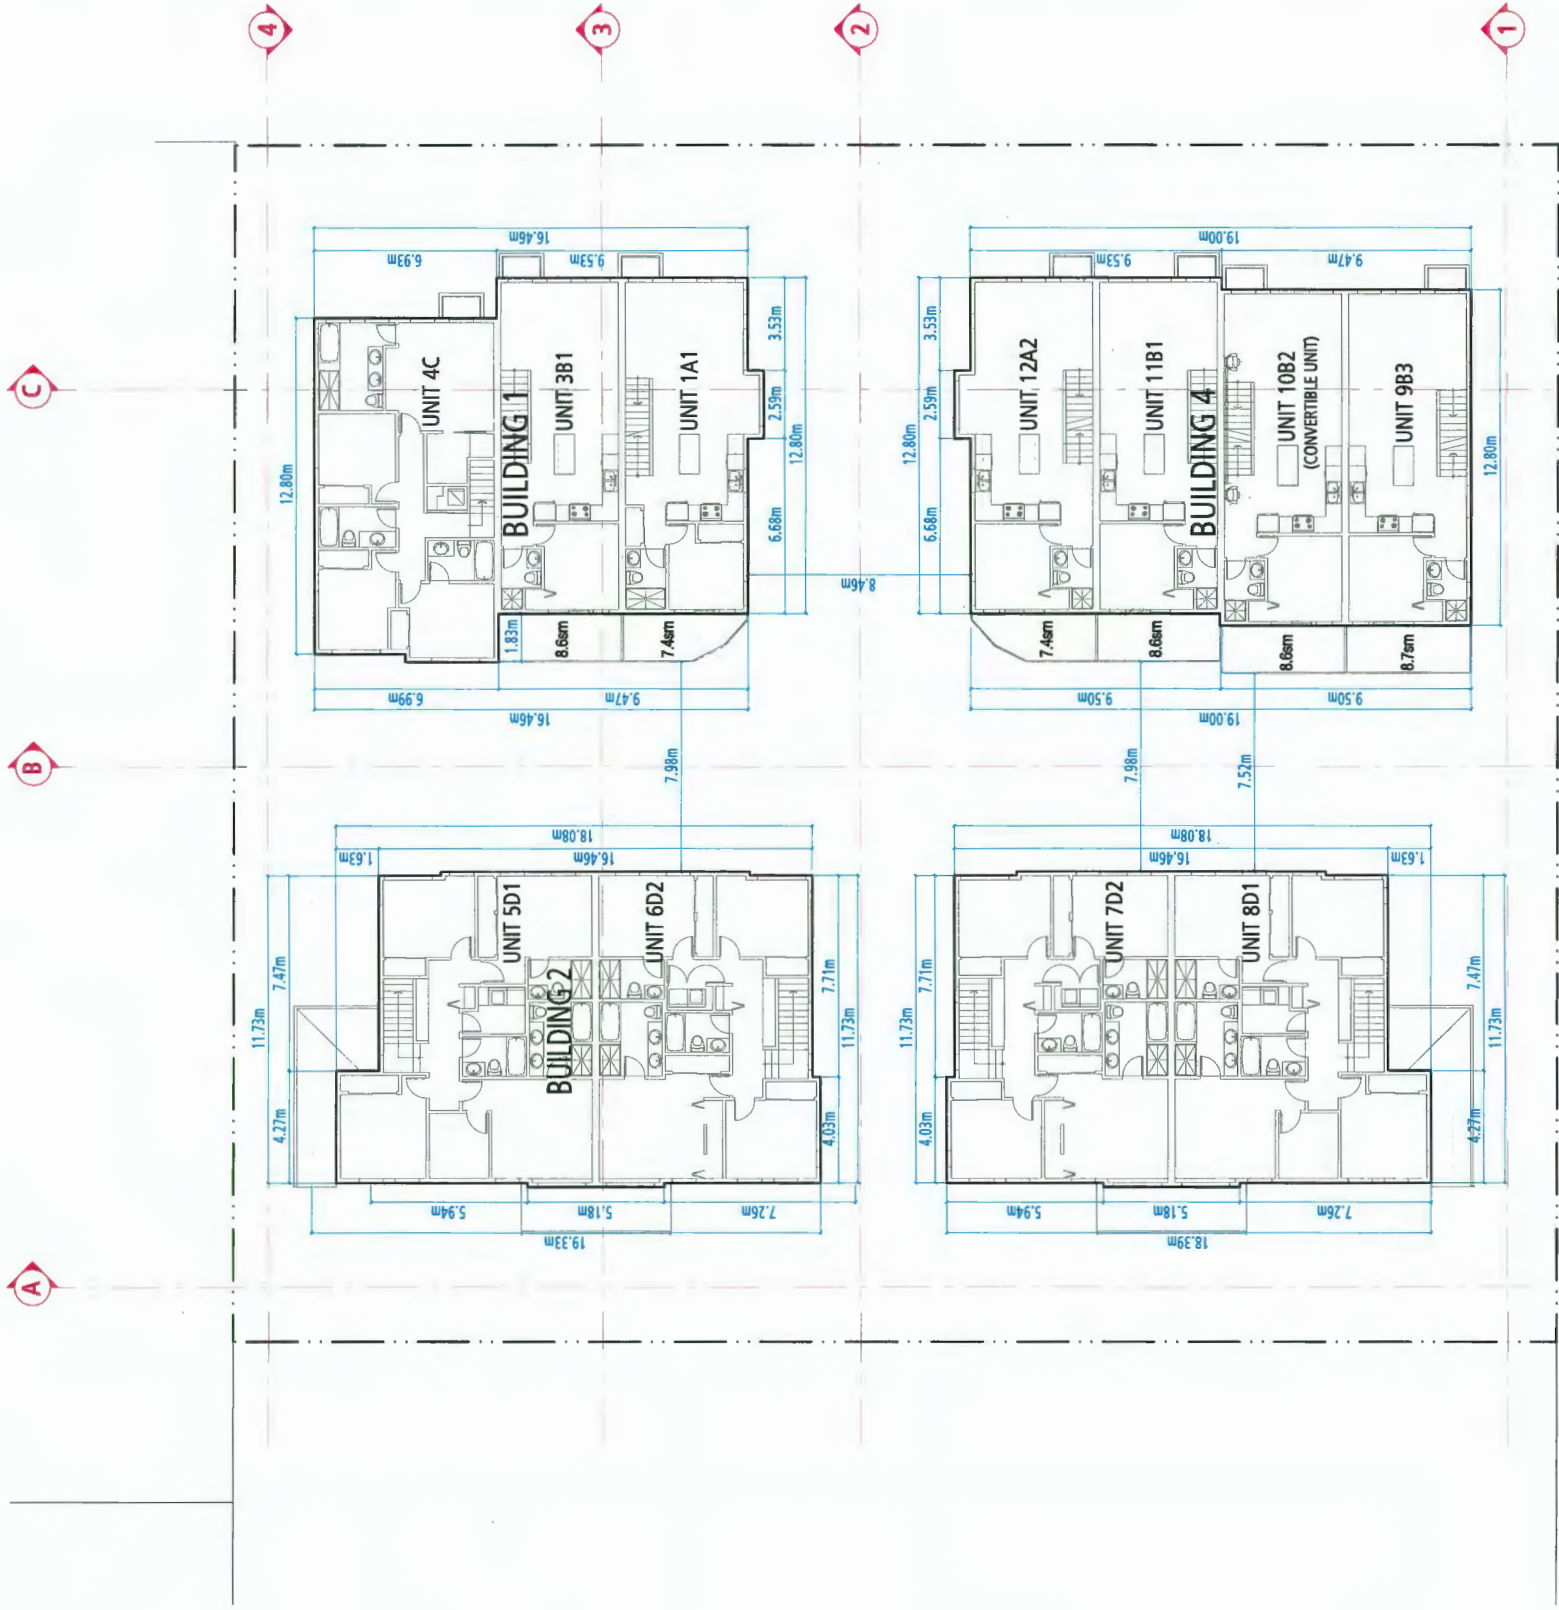 4
3
2
1
C
B
A
16.46m
6.93m
9.53m
12.80m
UNIT 4C
BUILDING 1
UNIT 3B1
UNIT 1A1
3.53m
2.59m
6.68m
12.80m
1.83m
8.6sm
7.4sm
6.99m
9.47m
16.46m
8.46m
19.00m
9.53m
9.47m
3.53m
2.59m
6.68m
12.80m
UNIT 12A2
UNIT 11B1
BUILDING 4
UNIT 10B2
(CONVERTIBLE UNIT)
UNIT 9B3
12.80m
7.4sm
8.6sm
8.6sm
8.7sm
9.50m
9.50m
19.00m
7.98m
7.98m
7.52m
18.08m
1.63m
16.46m
7.47m
11.73m
4.27m
UNIT 5D1
UNIT 6D2
BUILDING 2
7.71m
11.73m
4.03m
5.94m
5.18m
7.26m
19.33m
18.08m
16.46m
1.63m
7.71m
11.73m
4.03m
UNIT 7D2
UNIT 8D1
7.47m
11.73m
4.27m
5.94m
5.18m
7.26m
18.39m